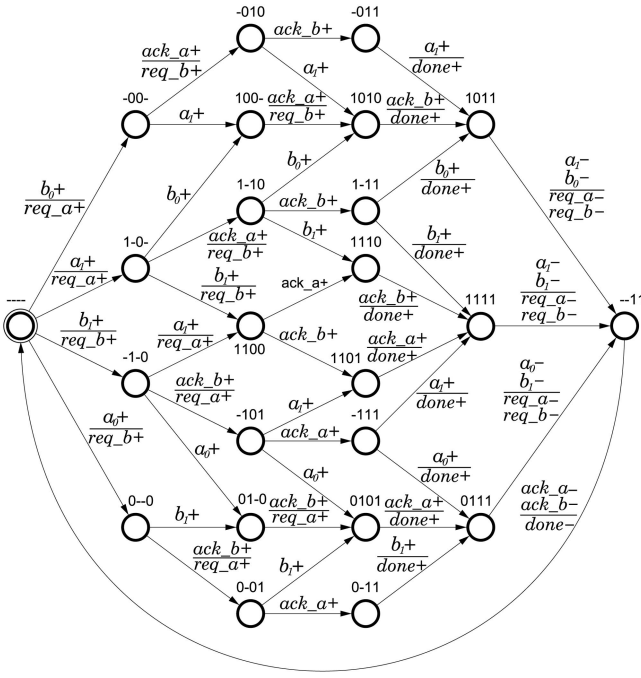 -010
ack_b+
-011
ack_a+
req_b+
a₁+
a₁+
done+
-00-
a₁+
100-
ack_a+
req_b+
1010
ack_b+
done+
1011
b₀+
req_a+
b₀+
b₀+
b₀+
done+
a₁−
b₀−
req_a−
req_b−
1-10
ack_b+
1-11
1-0-
ack_a+
req_b+
b₁+
b₁+
done+
a₁+
req_a+
b₁+
req_b+
1110
ack_a+
ack_b+
done+
----
1111
a₁−
b₁−
req_a−
req_b−
--11
b₁+
req_b+
a₁+
req_a+
1100
ack_b+
1101
ack_a+
done+
-1-0
ack_b+
req_a+
a₁+
a₁+
done+
a₀−
b₁−
req_a−
req_b−
a₀+
req_b+
a₀+
-101
ack_a+
-111
a₀+
a₀+
done+
0--0
b₁+
01-0
ack_b+
req_a+
0101
ack_a+
done+
0111
ack_a−
ack_b−
done−
ack_b+
req_a+
b₁+
b₁+
done+
0-01
ack_a+
0-11